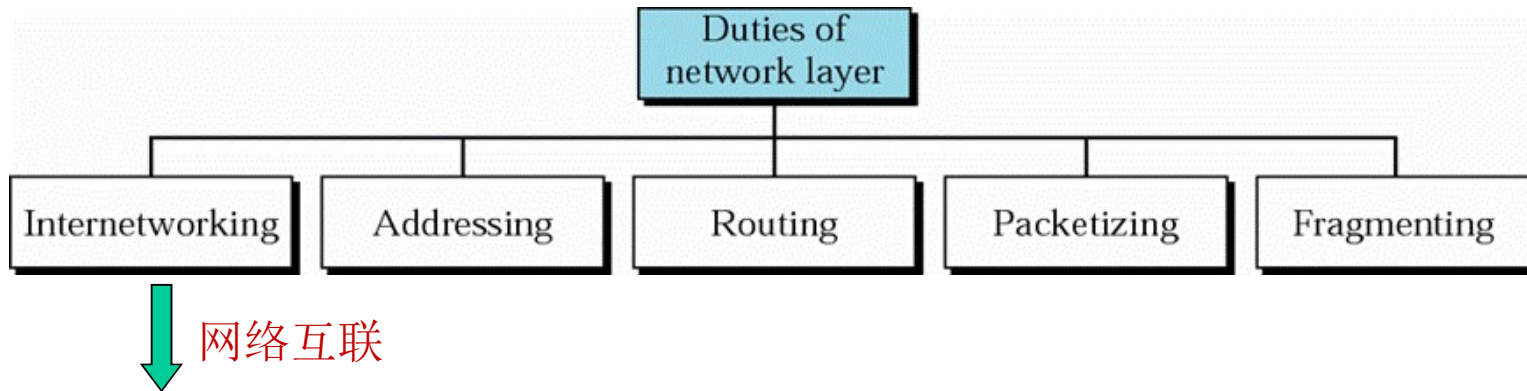 Duties of
network layer
Internetworking
Addressing
Routing
Packetizing
Fragmenting
网络互联